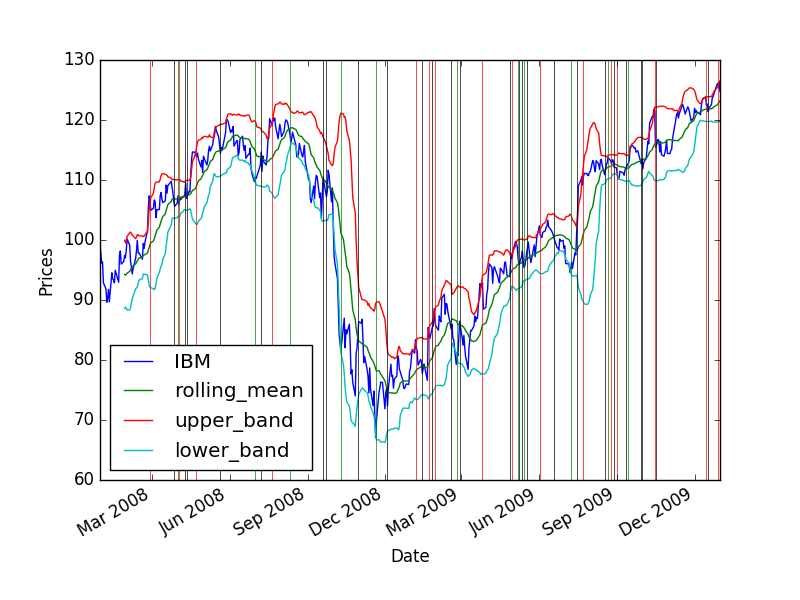 130
120
110
100
90
80
70
60
Prices
IBM
rolling_mean
upper_band
lower_band
Mar 2008
Jun 2008
Sep 2008
Dec 2008
Mar 2009
Jun 2009
Sep 2009
Dec 2009
Date